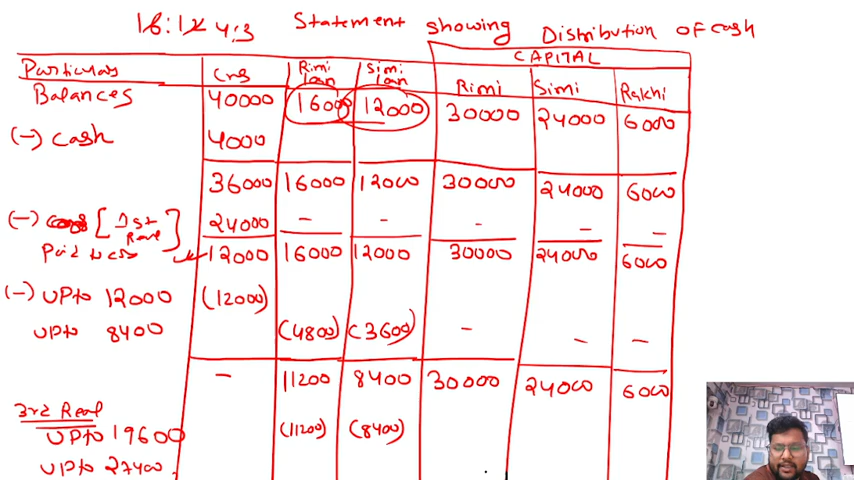 16:12 4:3 Statement showing Distribution of cash
CAPITAL
Particulars Crs Rimi loan Simi loan Rimi Simi Rakhi
Balances 40000 16000 12000 30000 24000 6000
(-) Cash 4000
36000 16000 12000 30000 24000 6000
(-) [1st Real] 24000 - - - - -
Paid to crs 12000 16000 12000 30000 24000 6000
(-) UPto 12000 (12000)
UPto 8400 (4800) (3600) - - -
- 11200 8400 30000 24000 6000
3rd Real
UPto 19600 (11200) (8400)
UPto 27400